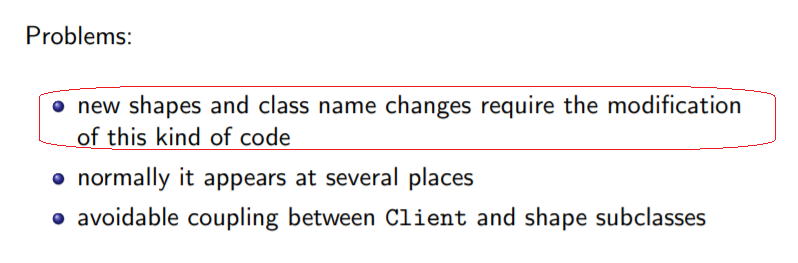 Problems:
new shapes and class name changes require the modification
of this kind of code
normally it appears at several places
avoidable coupling between Client and shape subclasses